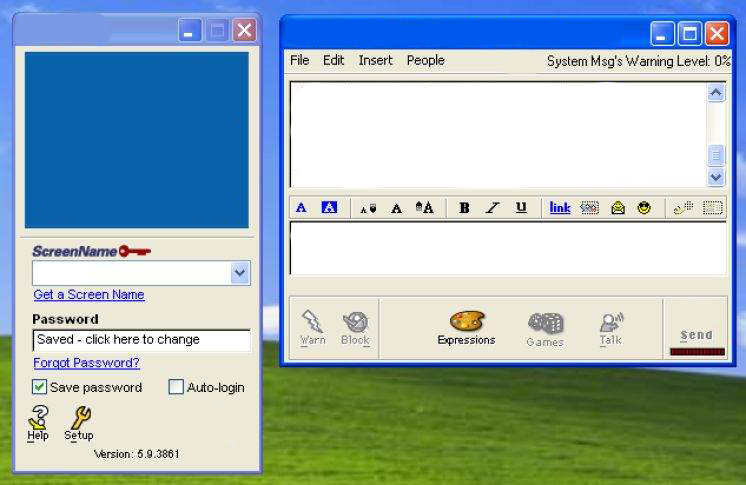 ScreenName
Get a Screen Name
Password
Saved - click here to change
Forgot Password?
Save password
Auto-login
Help Setup
Version: 5.9.3861
File Edit Insert People
System Msg's Warning Level: 0%
A A A A A B I U link
Warn Block Expressions Games Talk Send